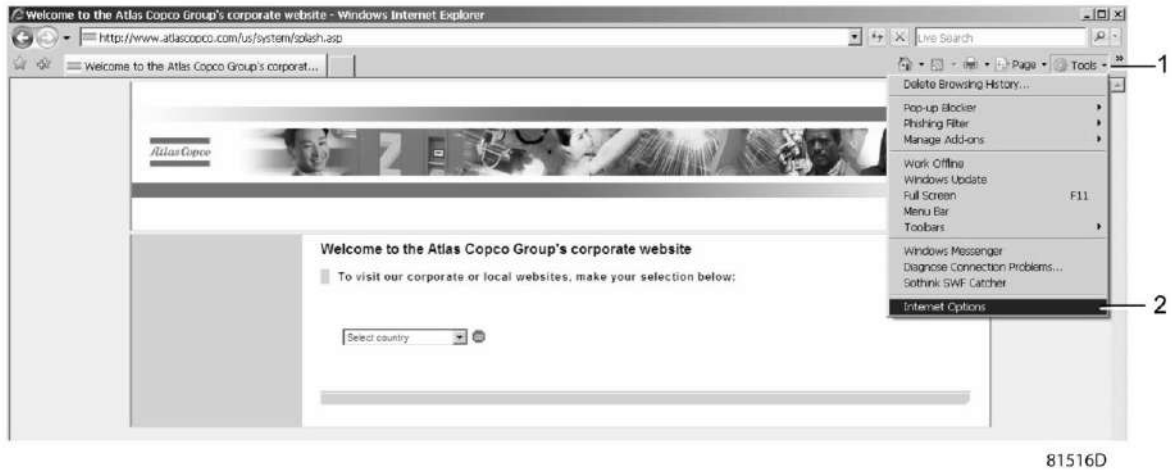 Welcome to the Atlas Copco Group's corporate website - Windows Internet Explorer
http://www.atlascopco.com/us/system/splash.asp
Live Search
Welcome to the Atlas Copco Group's corporat...
Page
Tools
1
Delete Browsing History...
Pop-up Blocker
Phishing Filter
Manage Add-ons
Work Offline
Windows Update
Full Screen F11
Menu Bar
Toolbars
Windows Messenger
Diagnose Connection Problems...
Sothink SWF Catcher
Internet Options
2
Atlas Copco
Welcome to the Atlas Copco Group's corporate website
To visit our corporate or local websites, make your selection below:
Select country
81516D